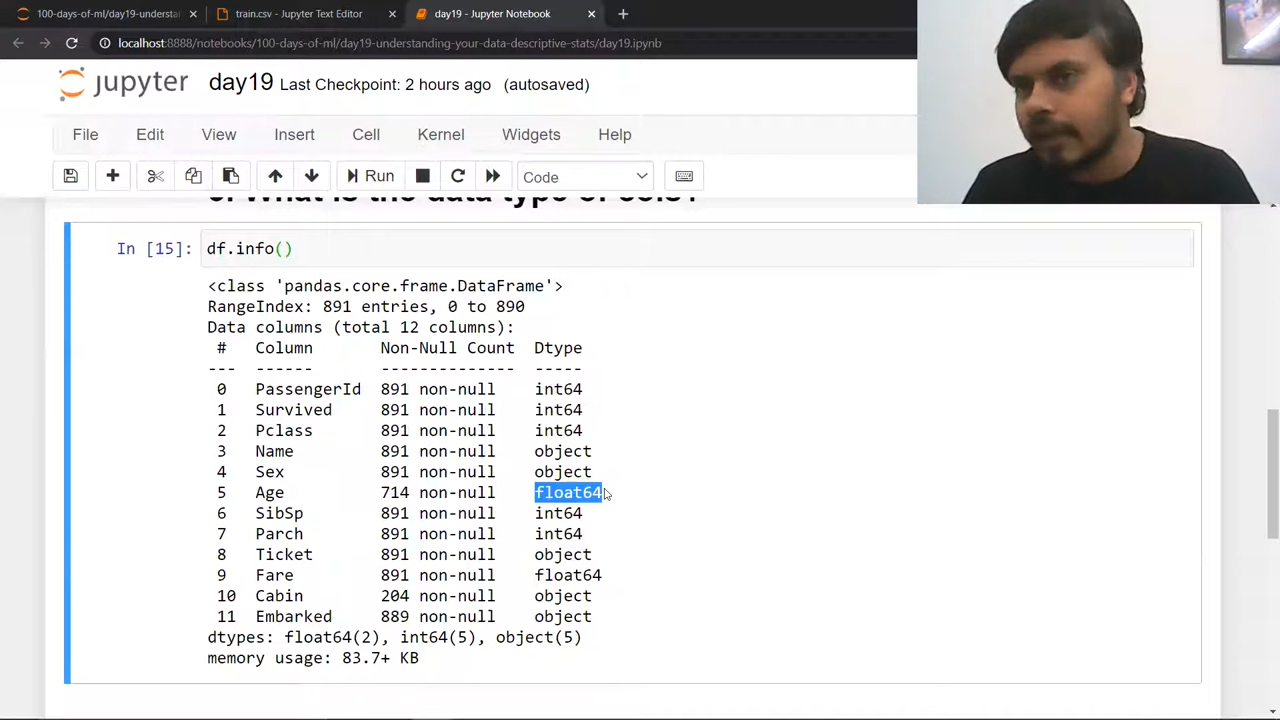 100-days-of-ml/day19-understa
train.csv - Jupyter Text Editor
day19 - Jupyter Notebook
localhost:8888/notebooks/100-days-of-ml/day19-understanding-your-data-descriptive-stats/day19.ipynb
jupyter day19 Last Checkpoint: 2 hours ago (autosaved)
File Edit View Insert Cell Kernel Widgets Help
Run Code
What is the data type of cols?
In [15]: df.info()
<class 'pandas.core.frame.DataFrame'>
RangeIndex: 891 entries, 0 to 890
Data columns (total 12 columns):
# Column Non-Null Count Dtype
--- ------ -------------- -----
0 PassengerId 891 non-null int64
1 Survived 891 non-null int64
2 Pclass 891 non-null int64
3 Name 891 non-null object
4 Sex 891 non-null object
5 Age 714 non-null float64
6 SibSp 891 non-null int64
7 Parch 891 non-null int64
8 Ticket 891 non-null object
9 Fare 891 non-null float64
10 Cabin 204 non-null object
11 Embarked 889 non-null object
dtypes: float64(2), int64(5), object(5)
memory usage: 83.7+ KB